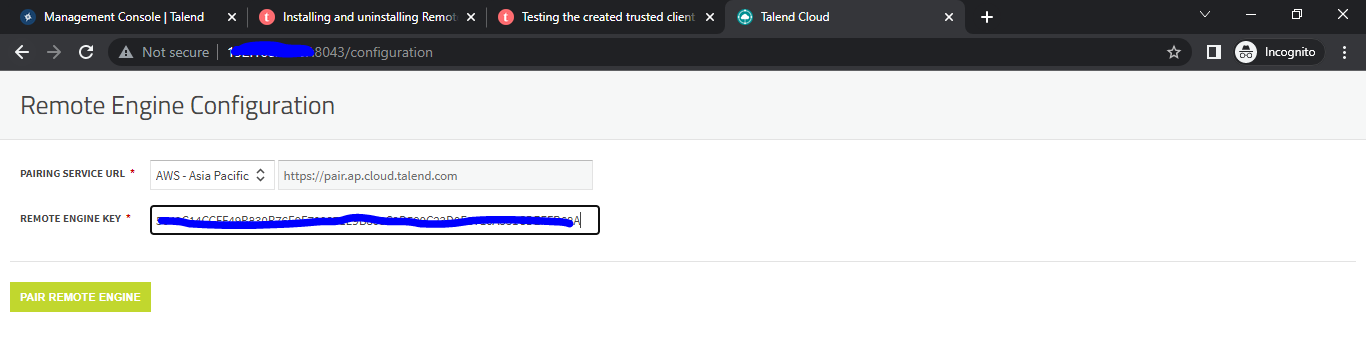 Management Console | Talend
Installing and uninstalling Remot
Testing the created trusted client
Talend Cloud
Not secure :8043/configuration
Incognito
Remote Engine Configuration
PAIRING SERVICE URL * AWS - Asia Pacific https://pair.ap.cloud.talend.com
REMOTE ENGINE KEY *
PAIR REMOTE ENGINE